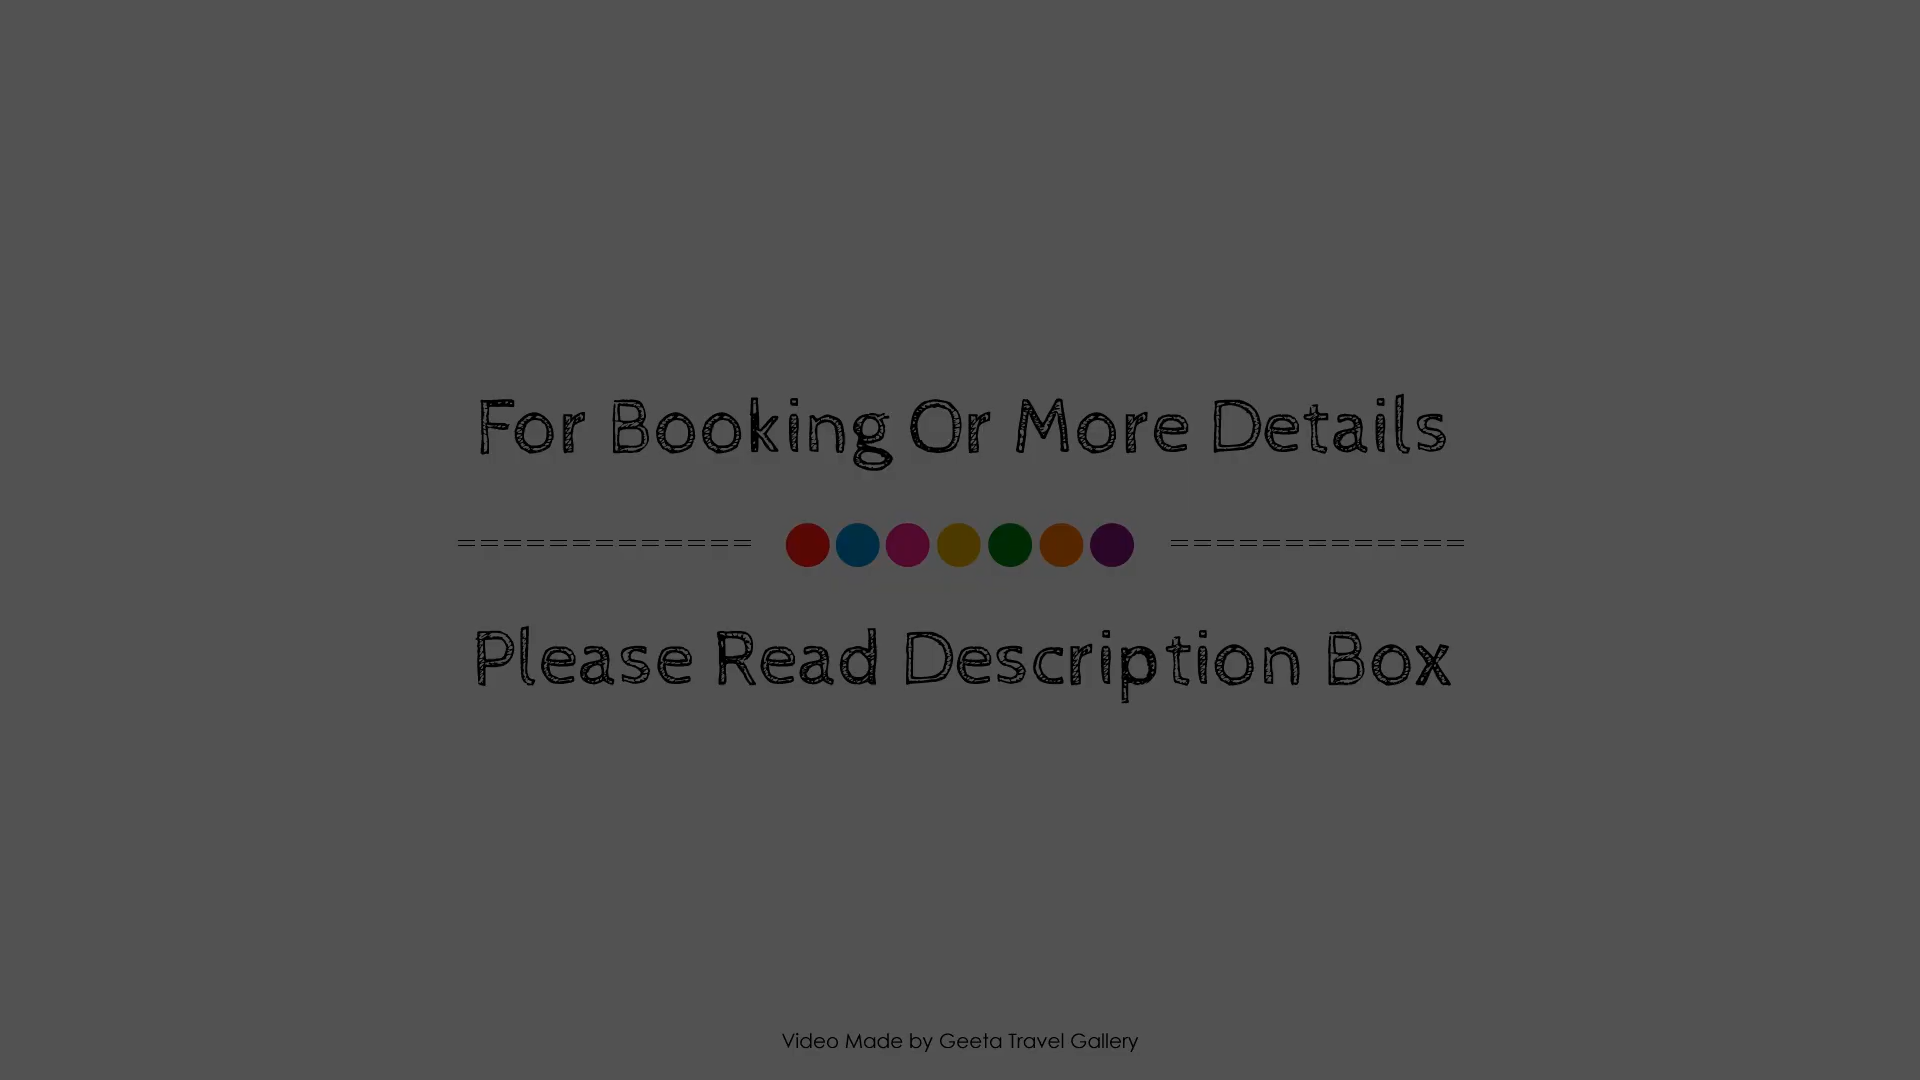 For Booking Or More Details
============= =============
Please Read Description Box
Video Made by Geeta Travel Gallery